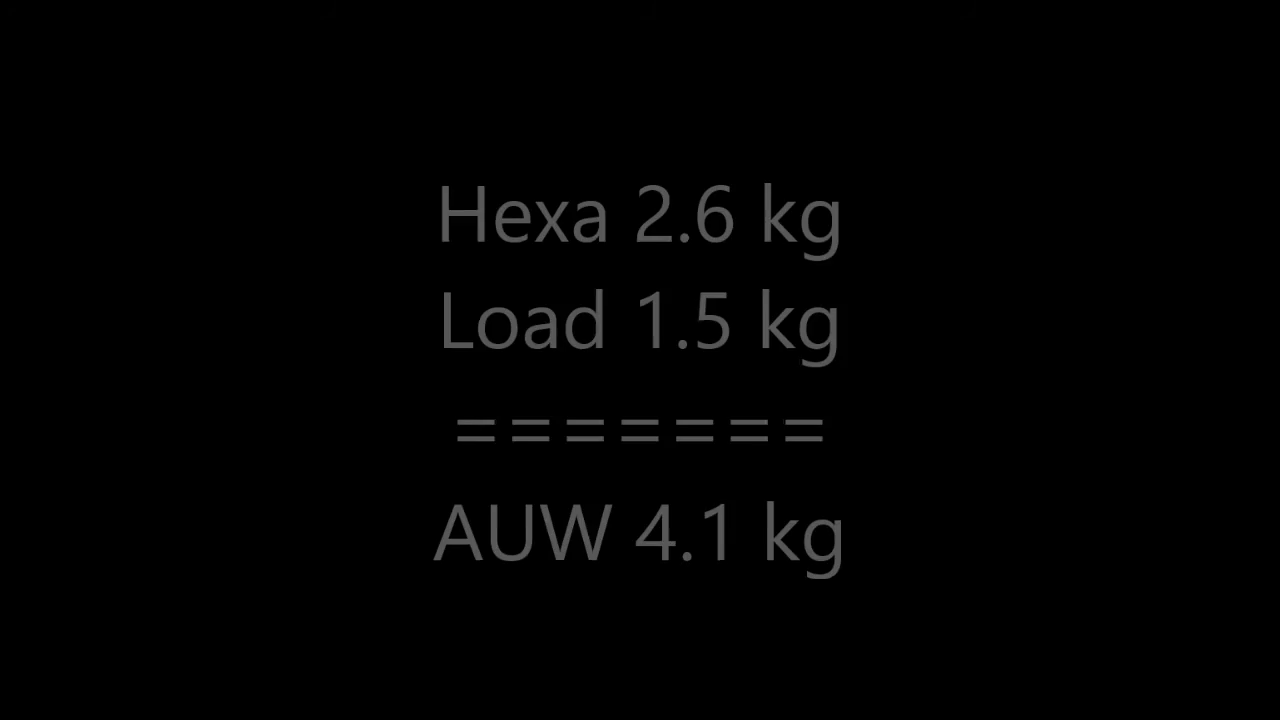 Hexa 2.6 kg
Load 1.5 kg
=======
AUW 4.1 kg